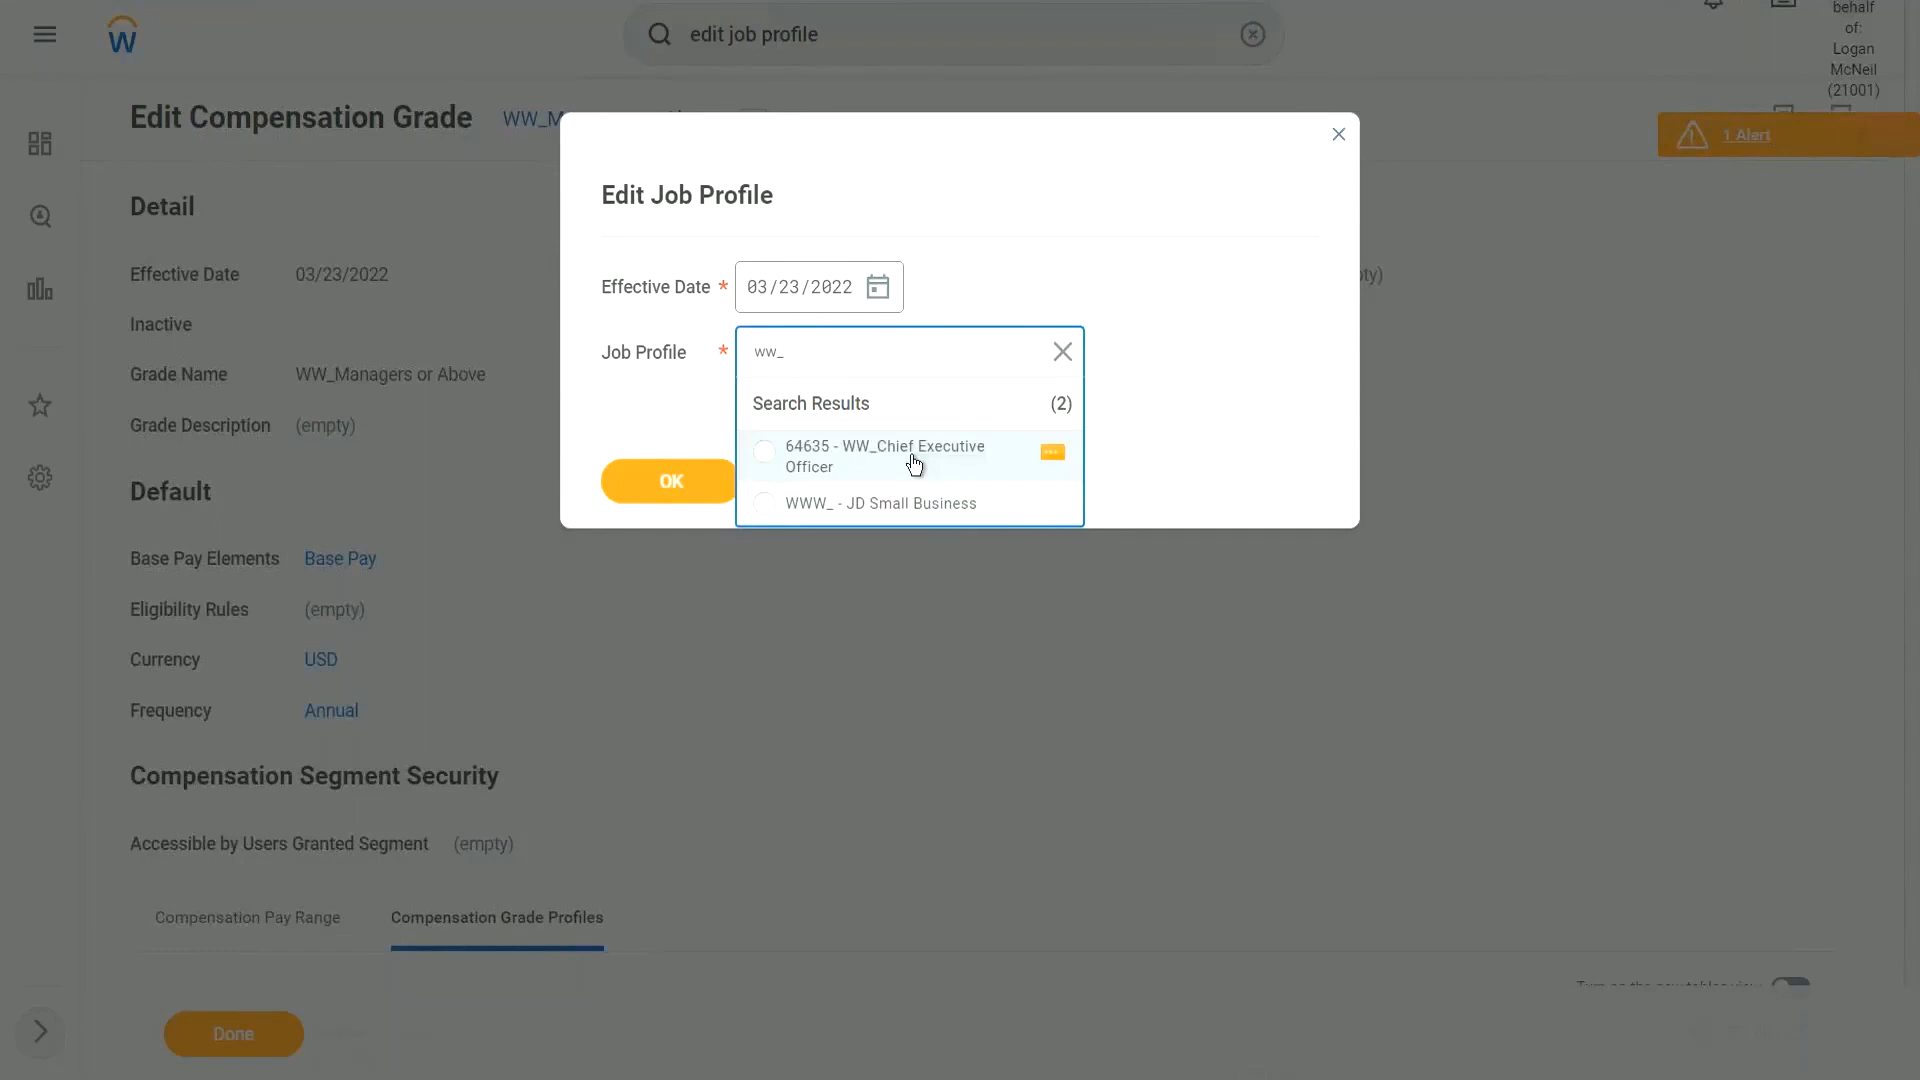 edit job profile
behalf
of:
Logan
McNeil
(21001)
Edit Compensation Grade WW_M
1 Alert
Detail
Effective Date 03/23/2022
Inactive
Grade Name WW_Managers or Above
Grade Description (empty)
Default
Base Pay Elements Base Pay
Eligibility Rules (empty)
Currency USD
Frequency Annual
Compensation Segment Security
Accessible by Users Granted Segment (empty)
Compensation Pay Range Compensation Grade Profiles
Done
Edit Job Profile
Effective Date * 03/23/2022
Job Profile * ww_
Search Results (2)
64635 - WW_Chief Executive
Officer
WWW_ - JD Small Business
OK